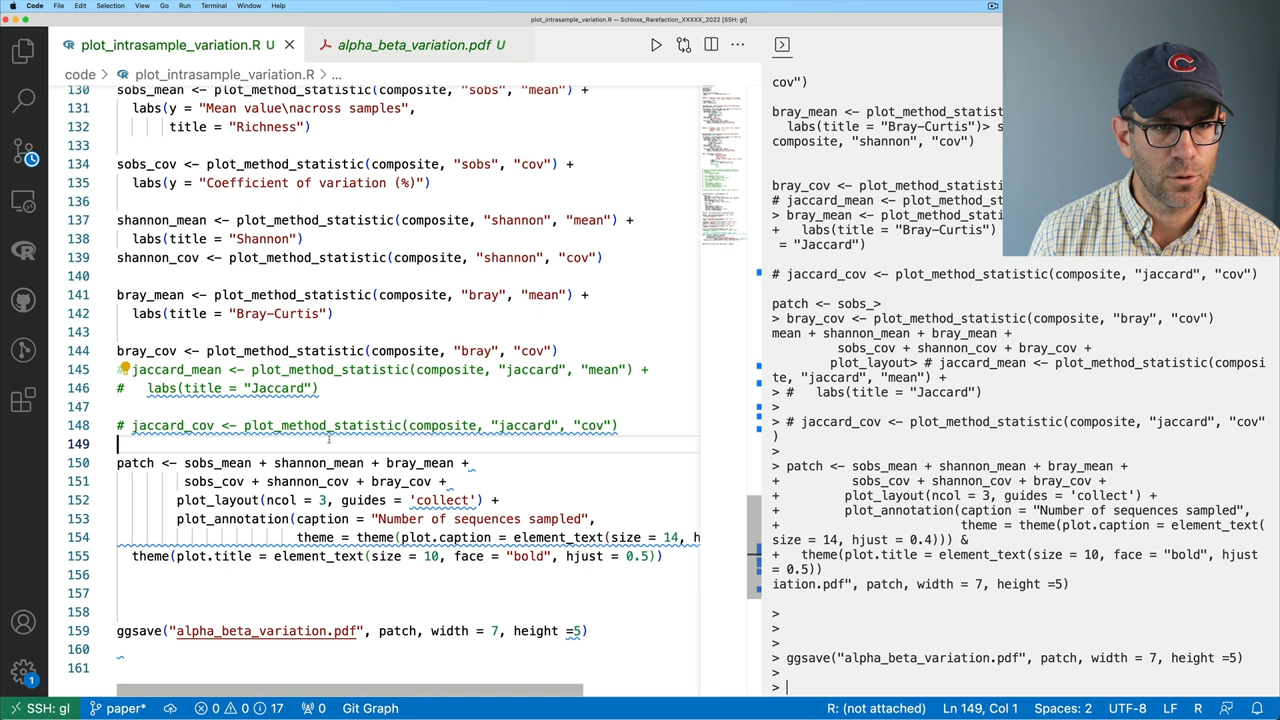 Code File Edit Selection View Go Run Terminal Window Help
plot_intrasample_variation.R — Schloss_Rarefaction_XXXXX_2022 [SSH: gl]
plot_intrasample_variation.R U
alpha_beta_variation.pdf U
code > plot_intrasample_variation.R > ...
130 sobs_mean <- plot_method_statistic(composite, "sobs", "mean") +
131 labs(y = "Mean value\nacross samples",
132 title = "Richness")
133
134 sobs_cov <- plot_method_statistic(composite, "sobs", "cov") +
135 labs(y = "Coefficient of variation (%)")
136
137 shannon_mean <- plot_method_statistic(composite, "shannon", "mean") +
138 labs(title = "Shannon")
139 shannon_cov <- plot_method_statistic(composite, "shannon", "cov")
140
141 bray_mean <- plot_method_statistic(composite, "bray", "mean") +
142 labs(title = "Bray-Curtis")
143
144 bray_cov <- plot_method_statistic(composite, "bray", "cov")
145 # jaccard_mean <- plot_method_statistic(composite, "jaccard", "mean") +
146 # labs(title = "Jaccard")
147
148 # jaccard_cov <- plot_method_statistic(composite, "jaccard", "cov")
149
150 patch <- sobs_mean + shannon_mean + bray_mean +
151 sobs_cov + shannon_cov + bray_cov +
152 plot_layout(ncol = 3, guides = 'collect') +
153 plot_annotation(caption = "Number of sequences sampled",
154 theme = theme(plot.caption = element_text(size = 14, h
155 theme(plot.title = element_text(size = 10, face = "bold", hjust = 0.5))
156
157
158
159 ggsave("alpha_beta_variation.pdf", patch, width = 7, height =5)
160
161
cov")
bray_mean <- plot_method_statist
labs(title = "Bray-Curtis")> s
composite, "shannon", "cov")
bray_cov <- plot_method_statisti
# jaccard_mean <- plot_method_st
bray_mean <- plot_method_statist
+ labs(title = "Bray-Curtis")
= "Jaccard")
# jaccard_cov <- plot_method_statistic(composite, "jaccard", "cov")
patch <- sobs_>
> bray_cov <- plot_method_statistic(composite, "bray", "cov")
mean + shannon_mean + bray_mean +
sobs_cov + shannon_cov + bray_cov +
plot_layout> # jaccard_mean <- plot_method_statistic(composi
te, "jaccard", "mean") +
> # labs(title = "Jaccard")
>
> # jaccard_cov <- plot_method_statistic(composite, "jaccard", "cov"
)
>
> patch <- sobs_mean + shannon_mean + bray_mean +
+ sobs_cov + shannon_cov + bray_cov +
+ plot_layout(ncol = 3, guides = 'collect') +
+ plot_annotation(caption = "Number of sequences sampled",
+ theme = theme(plot.caption = element_text(
size = 14, hjust = 0.4))) &
+ theme(plot.title = element_text(size = 10, face = "bold", hjust
= 0.5))
iation.pdf", patch, width = 7, height =5)
>
>
>
> ggsave("alpha_beta_variation.pdf", patch, width = 7, height =5)
>
>
SSH: gl paper* 0 0 17 0 Git Graph R: (not attached) Ln 149, Col 1 Spaces: 2 UTF-8 LF R